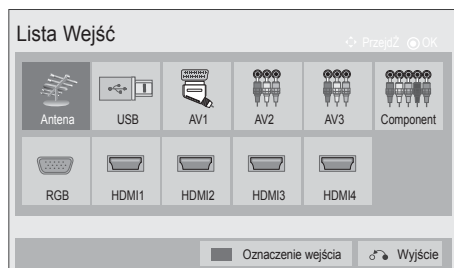 Lista Wejść
PrzejdŹ OK
Antena USB AV1 AV2 AV3 Component
RGB HDMI1 HDMI2 HDMI3 HDMI4
Oznaczenie wejścia Wyjście